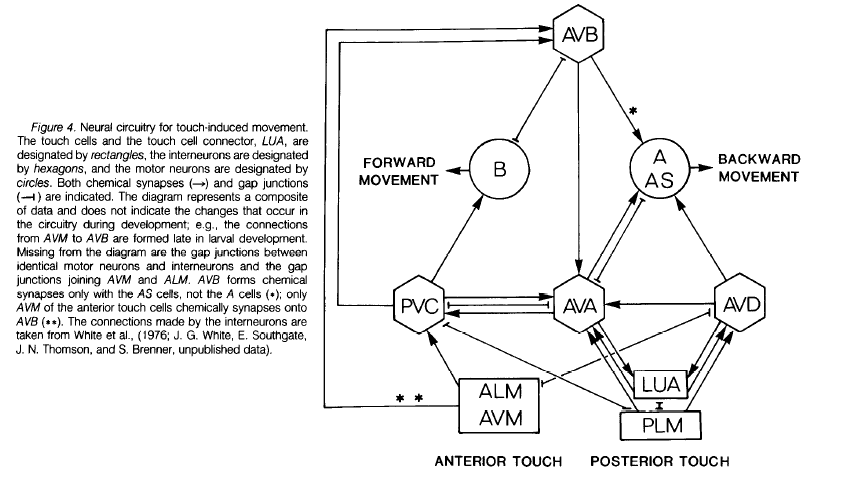 Figure 4. Neural circuitry for touch-induced movement.
The touch cells and the touch cell connector, LUA, are
designated by rectangles, the interneurons are designated
by hexagons, and the motor neurons are designated by
circles. Both chemical synapses (→) and gap junctions
(⊣) are indicated. The diagram represents a composite
of data and does not indicate the changes that occur in
the circuitry during development; e.g., the connections
from AVM to AVB are formed late in larval development.
Missing from the diagram are the gap junctions between
identical motor neurons and interneurons and the gap
junctions joining AVM and ALM. AVB forms chemical
synapses only with the AS cells, not the A cells (*); only
AVM of the anterior touch cells chemically synapses onto
AVB (**). The connections made by the interneurons are
taken from White et al., (1976; J. G. White, E. Southgate,
J. N. Thomson, and S. Brenner, unpublished data).
AVB
*
FORWARD
MOVEMENT
B
A
AS
BACKWARD
MOVEMENT
PVC
AVA
AVD
* *
ALM
AVM
LUA
PLM
ANTERIOR TOUCH
POSTERIOR TOUCH